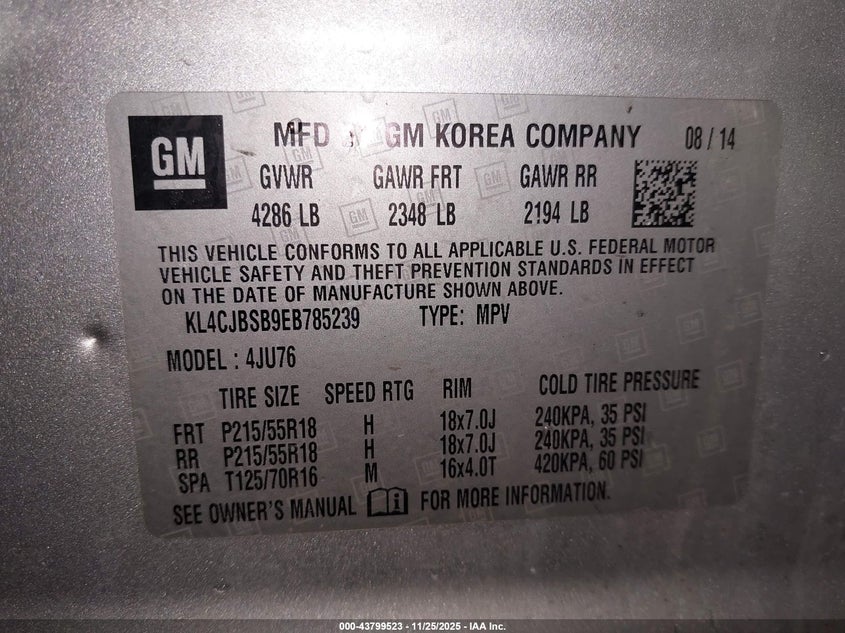 GM MFD GM KOREA COMPANY 08 / 14
GVWR GAWR FRT GAWR RR
4286 LB 2348 LB 2194 LB
THIS VEHICLE CONFORMS TO ALL APPLICABLE U.S. FEDERAL MOTOR
VEHICLE SAFETY AND THEFT PREVENTION STANDARDS IN EFFECT
ON THE DATE OF MANUFACTURE SHOWN ABOVE.
KL4CJBSB9EB785239 TYPE: MPV
MODEL : 4JU76
TIRE SIZE SPEED RTG RIM COLD TIRE PRESSURE
FRT P215/55R18 H 18x7.0J 240KPA, 35 PSI
RR P215/55R18 H 18x7.0J 240KPA, 35 PSI
SPA T125/70R16 M 16x4.0T 420KPA, 60 PSI
SEE OWNER'S MANUAL FOR MORE INFORMATION.
000-43799523 - 11/25/2025 - IAA Inc.